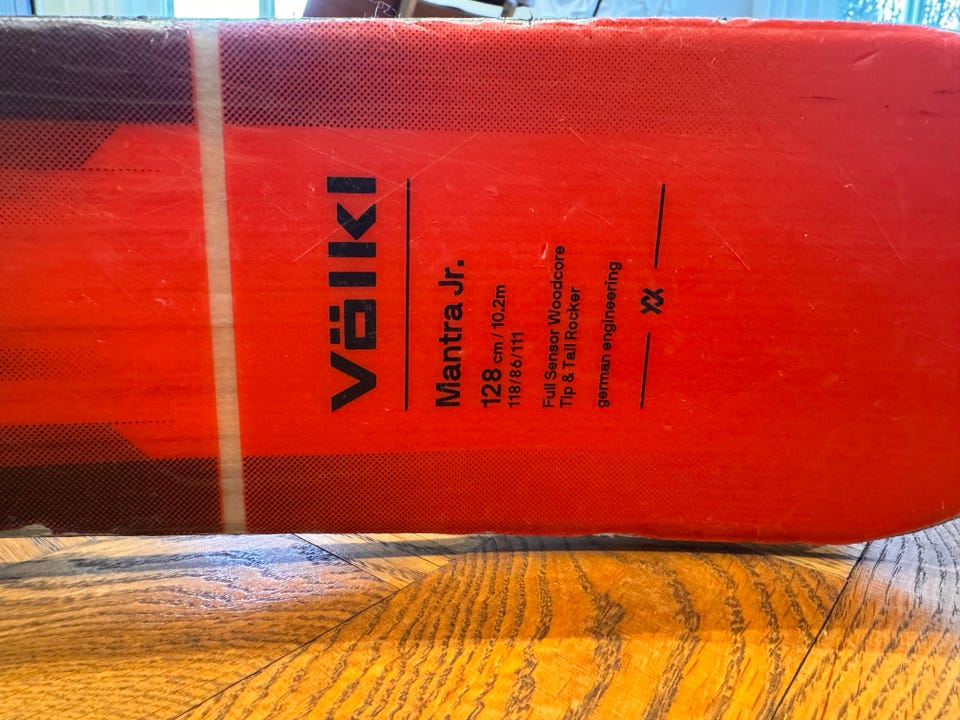 Völkl
Mantra Jr.
128 cm / 10.2m
118/86/111
Full Sensor Woodcore
Tip & Tail Rocker
german engineering